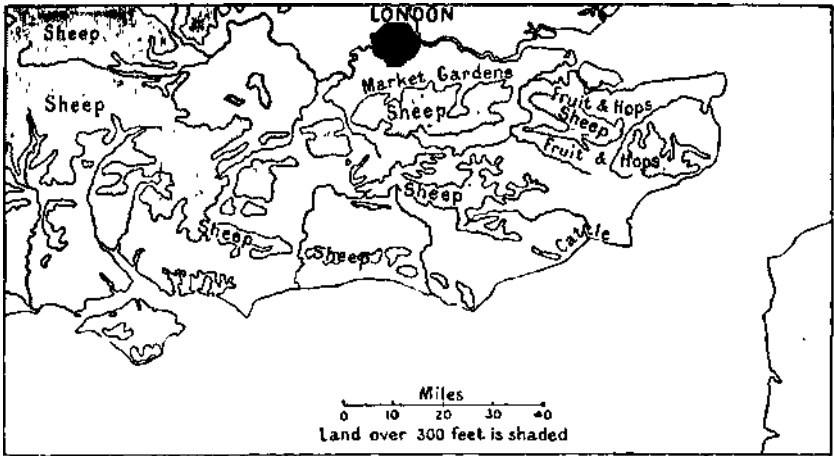 LONDON
Sheep
Market Gardens
Sheep
Sheep
Fruit & Hops
Sheep
Fruit & Hops
Sheep
Sheep
Sheep
Cattle
Miles
0 10 20 30 40
Land over 300 feet is shaded